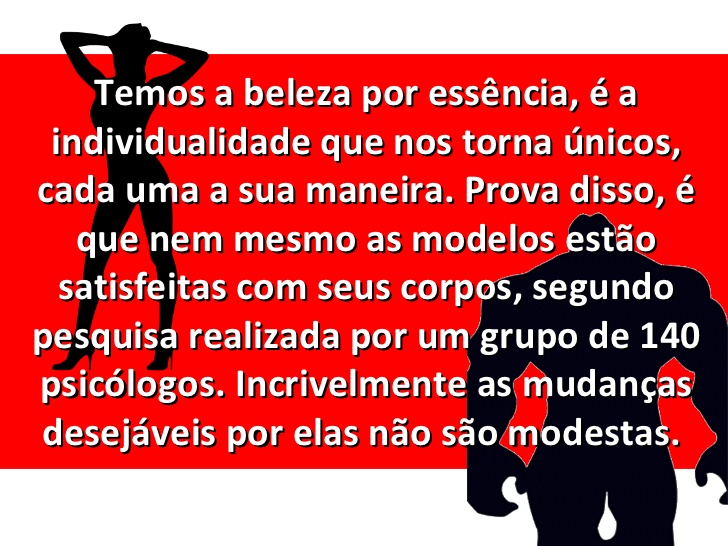 Temos a beleza por essência, é a
individualidade que nos torna únicos,
cada uma a sua maneira. Prova disso, é
que nem mesmo as modelos estão
satisfeitas com seus corpos, segundo
pesquisa realizada por um grupo de 140
psicólogos. Incrivelmente as mudanças
desejáveis por elas não são modestas.